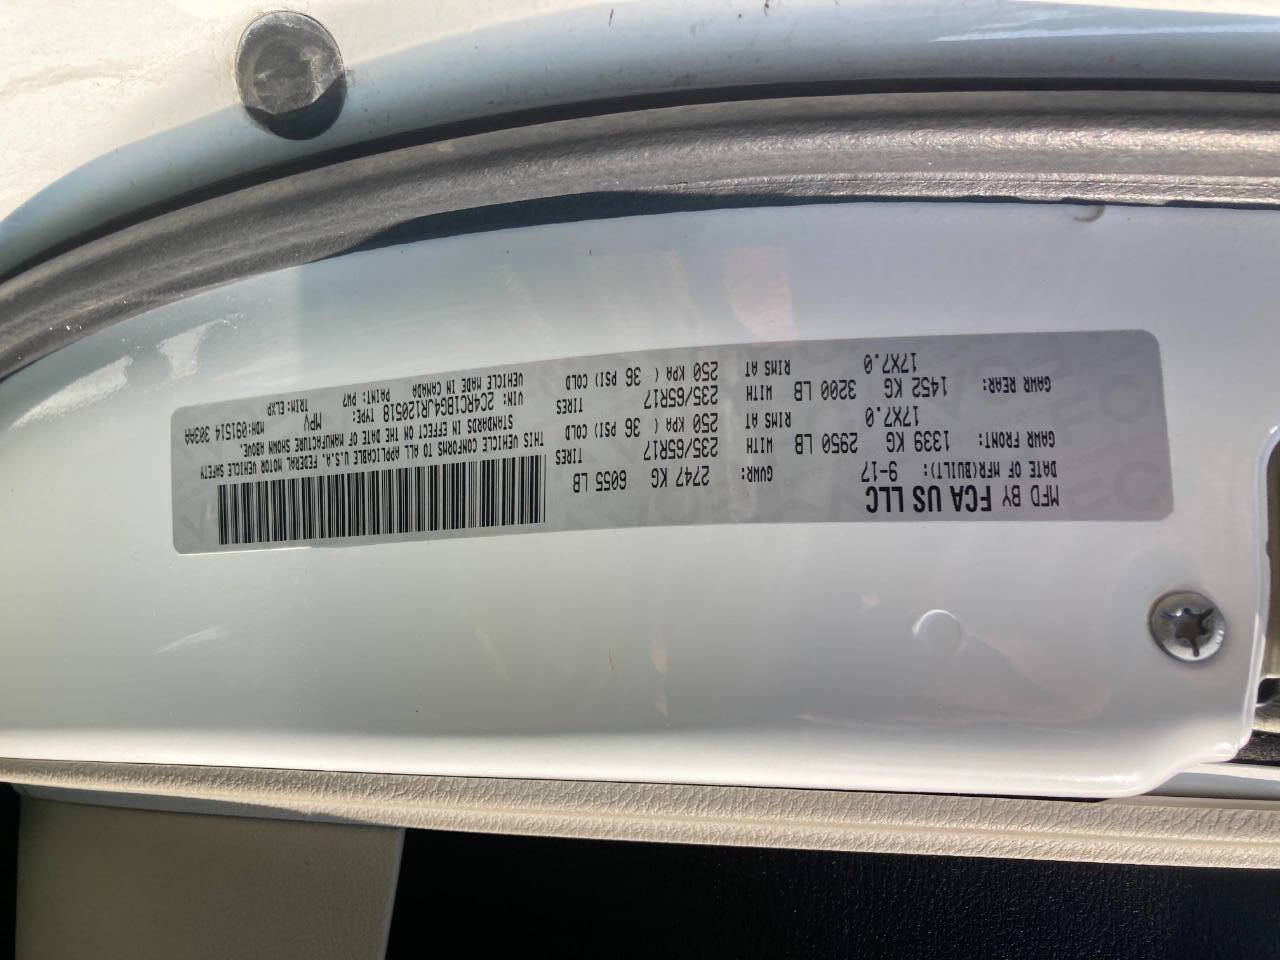 MFD BY FCA US LLC
DATE OF MFR(BUILT): 9-17 GVWR: 2747 KG 6055 LB
GAWR FRONT: 1339 KG 2950 LB WITH 235/65R17 TIRES
17X7.0 RIMS AT 250 KPA ( 36 PSI) COLD
GAWR REAR: 1452 KG 3200 LB WITH 235/65R17 TIRES
17X7.0 RIMS AT 250 KPA ( 36 PSI) COLD
THIS VEHICLE CONFORMS TO ALL APPLICABLE U.S.A. FEDERAL MOTOR VEHICLE SAFETY
STANDARDS IN EFFECT ON THE DATE OF MANUFACTURE SHOWN ABOVE.
VIN: 2C4RC1BG4JR120518 TYPE: MPV MDH:091514 303AA
VEHICLE MADE IN CANADA PAINT: PW7 TRIM: ELXP